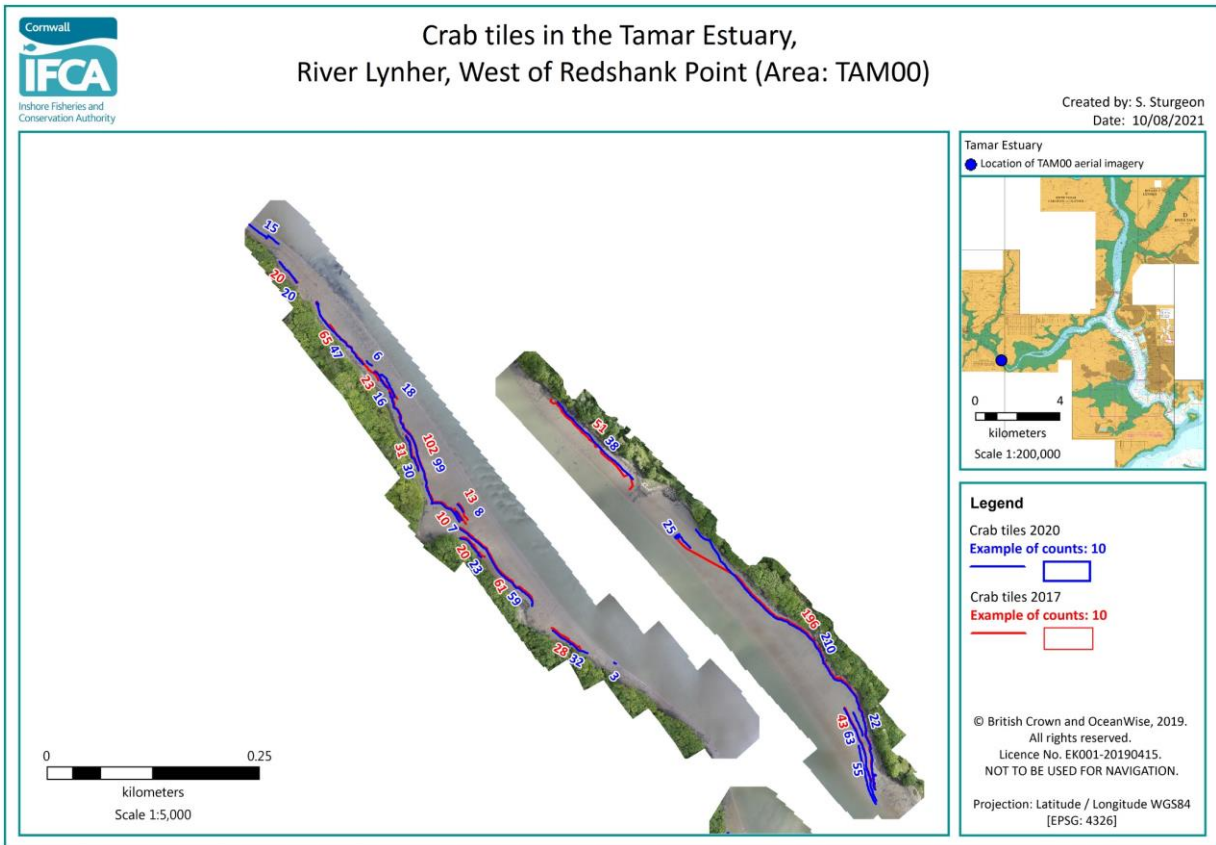 Cornwall
IFCA
Inshore Fisheries and
Conservation Authority
Crab tiles in the Tamar Estuary,
River Lynher, West of Redshank Point (Area: TAM00)
Created by: S. Sturgeon
Date: 10/08/2021
15
20
20
65
47
6
23
16
18
102
99
31
30
13
8
10
7
20
23
61
59
28
32
3
51
38
25
196
210
22
43
63
55
0
0.25
kilometers
Scale 1:5,000
Tamar Estuary
Location of TAM00 aerial imagery
0
4
kilometers
Scale 1:200,000
Legend
Crab tiles 2020
Example of counts: 10
Crab tiles 2017
Example of counts: 10
© British Crown and OceanWise, 2019.
All rights reserved.
Licence No. EK001-20190415.
NOT TO BE USED FOR NAVIGATION.
Projection: Latitude / Longitude WGS84
[EPSG: 4326]